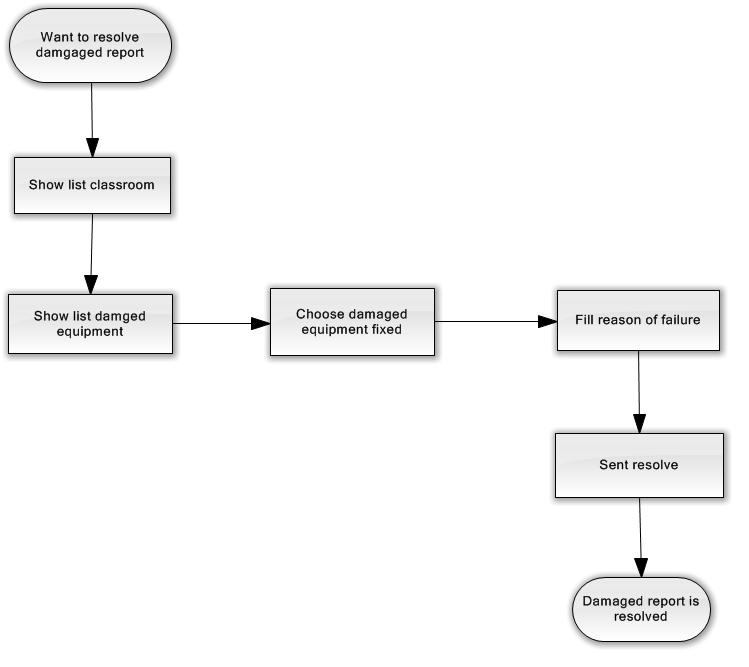 Want to resolve
damgaged report
Show list classroom
Show list damged
equipment
Choose damaged
equipment fixed
Fill reason of failure
Sent resolve
Damaged report is
resolved